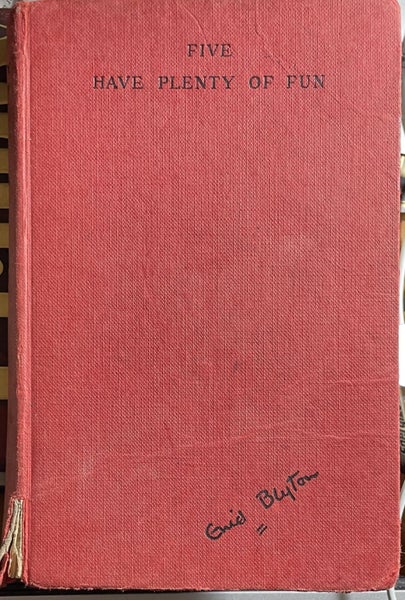 FIVE
HAVE PLENTY OF FUN
Enid Blyton